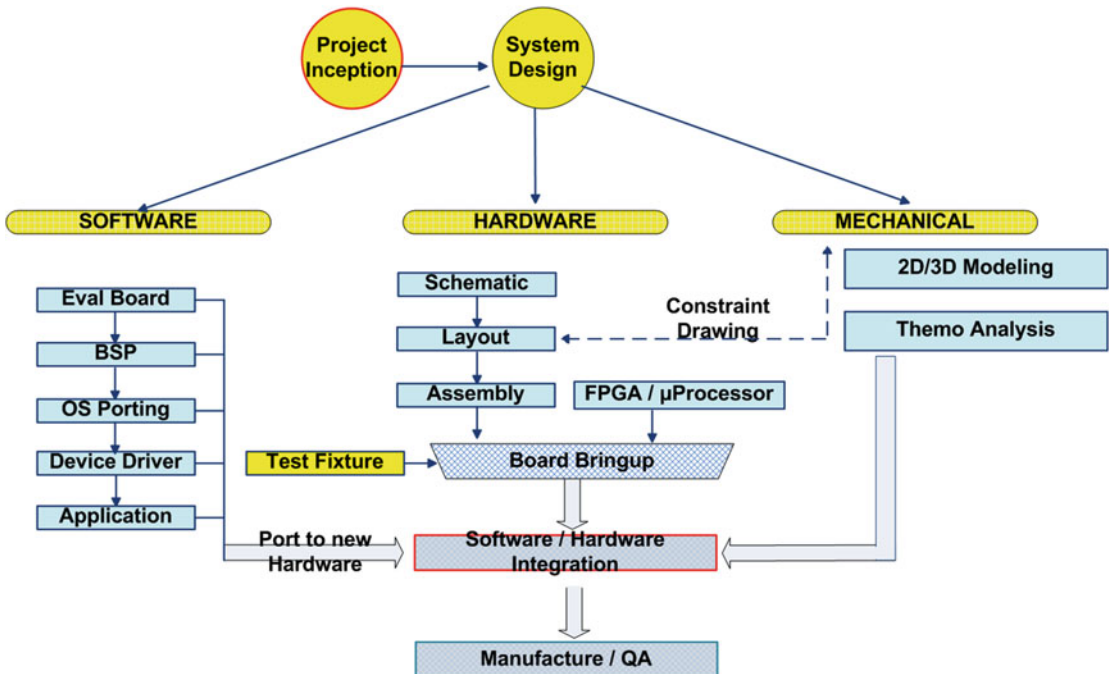 Project
Inception
System
Design
SOFTWARE
HARDWARE
MECHANICAL
Eval Board
BSP
OS Porting
Device Driver
Application
Schematic
Layout
Assembly
FPGA / µProcessor
Test Fixture
Board Bringup
Constraint
Drawing
2D/3D Modeling
Themo Analysis
Port to new
Hardware
Software / Hardware
Integration
Manufacture / QA